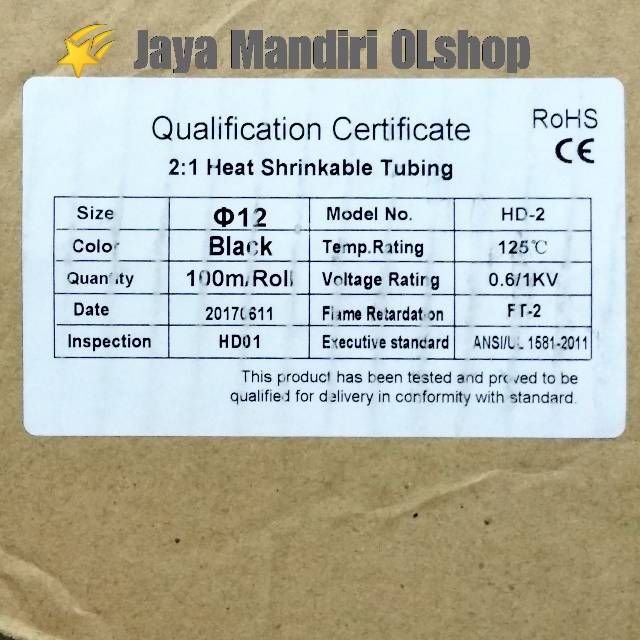 Jaya Mandiri OLshop
RoHS
CE
Qualification Certificate
2:1 Heat Shrinkable Tubing
Size Φ12 Model No. HD-2
Color Black Temp.Rating 125℃
Quantity 100m/Roll Voltage Rating 0.6/1KV
Date 20170611 Flame Retardation FT-2
Inspection HD01 Executive standard ANSI/UL 1581-2011
This product has been tested and proved to be
qualified for delivery in conformity with standard.